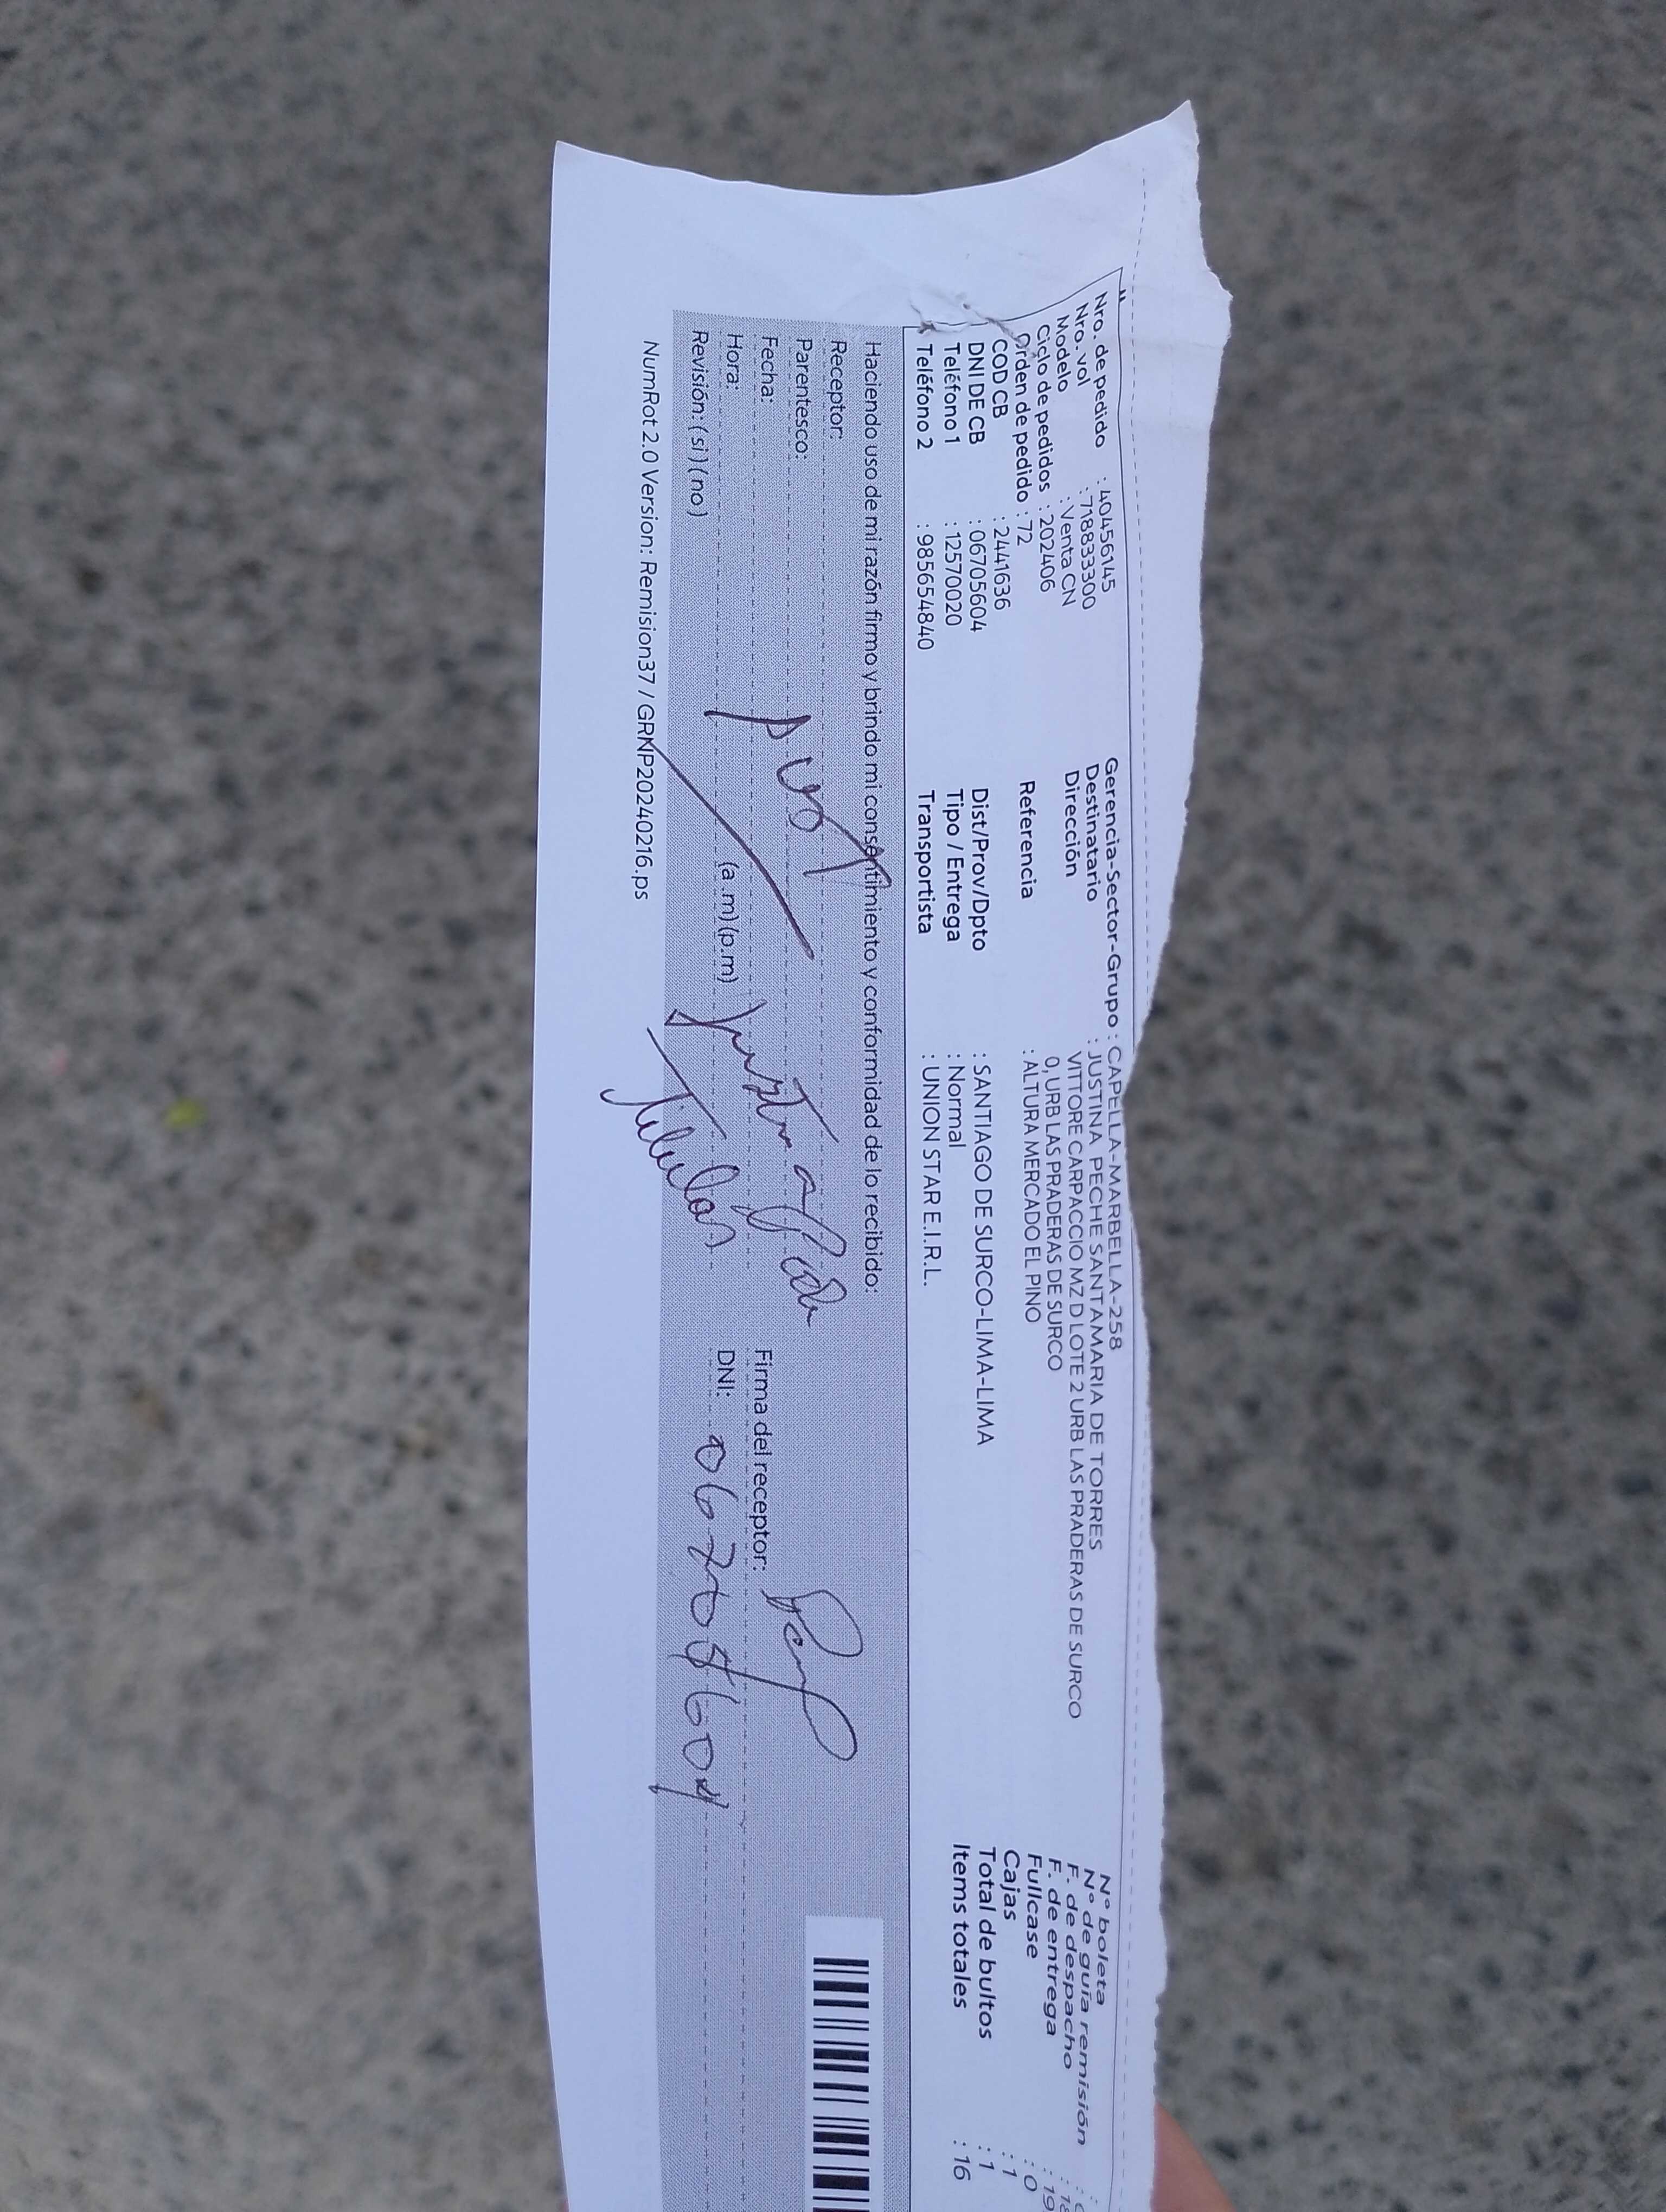 Nro. de pedido : 40456145
Nro. vol : 718833300
Modelo : Venta CN
Ciclo de pedidos : 202406
Orden de pedido : 72
COD CB : 2441636
DNI DE CB : 06705604
Teléfono 1 : 125700020
Teléfono 2 : 985654840
Gerencia-Sector-Grupo : CAPELLA-MARBELLA-258
Destinatario : JUSTINA PECHE SANTAMARIA DE TORRES
Dirección VITTORE CARPACCIO MZ D LOTE 2 URB LAS PRADERAS DE SURCO
0, URB LAS PRADERAS DE SURCO
Referencia : ALTURA MERCADO EL PINO
Dist/Prov/Dpto : SANTIAGO DE SURCO-LIMA-LIMA
Tipo / Entrega : Normal
Transportista : UNION STAR E.I.R.L.
N° boleta
N° de guía remisión
F. de despacho : 18
F. de entrega : 19
Fullcase : 0
Cajas : 1
Total de bultos : 1
Items totales : 16
Haciendo uso de mi razón firmo y brindo mi consentimiento y conformidad de lo recibido:
Receptor:
Parentesco:
Fecha:
Hora: (a.m)(p.m)
Revisión: ( si ) ( no )
Titular
Firma del receptor:
DNI: 06705604
NumRot 2.0 Version: Remision37 / GRNP20240216.ps